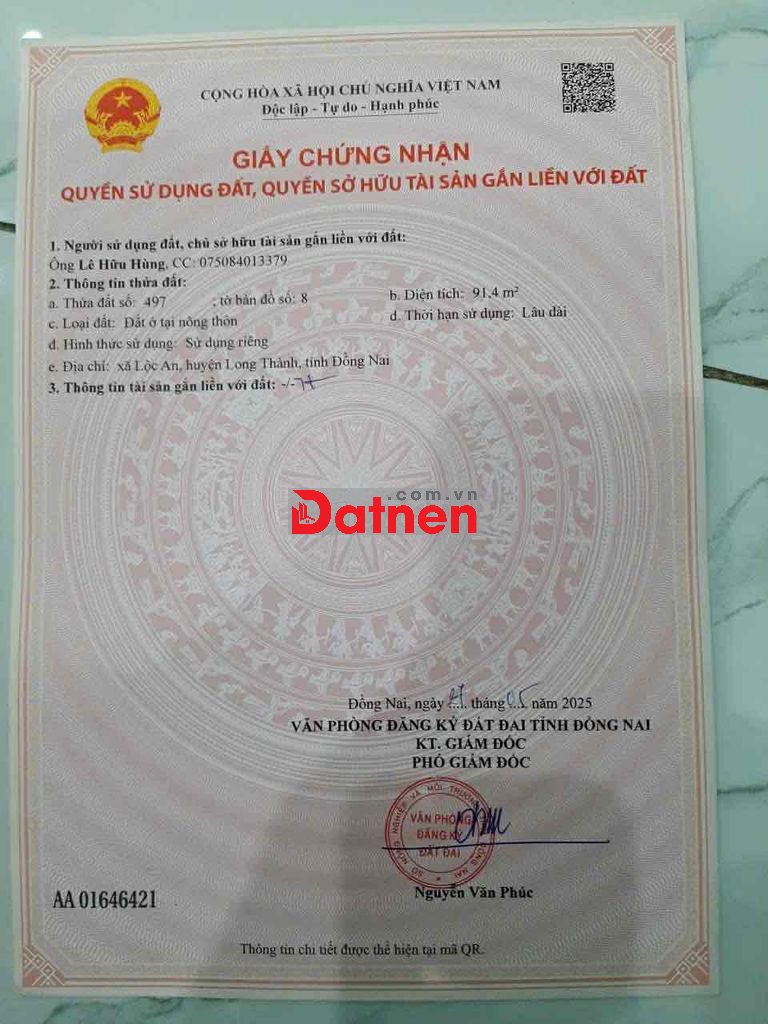 CỘNG HÒA XÃ HỘI CHỦ NGHĨA VIỆT NAM
Độc lập - Tự do - Hạnh phúc
GIẤY CHỨNG NHẬN
QUYỀN SỬ DỤNG ĐẤT, QUYỀN SỞ HỮU TÀI SẢN GẮN LIỀN VỚI ĐẤT
1. Người sử dụng đất, chủ sở hữu tài sản gắn liền với đất:
Ông Lê Hữu Hùng, CC: 075084013379
2. Thông tin thửa đất:
a. Thửa đất số: 497 ; tờ bản đồ số: 8 b. Diện tích: 91,4 m²
c. Loại đất: Đất ở tại nông thôn d. Thời hạn sử dụng: Lâu dài
đ. Hình thức sử dụng: Sử dụng riêng
e. Địa chỉ: xã Lộc An, huyện Long Thành, tỉnh Đồng Nai
3. Thông tin tài sản gắn liền với đất: -/-
.com.vn
Datnen
Đồng Nai, ngày tháng 05 năm 2025
VĂN PHÒNG ĐĂNG KÝ ĐẤT ĐAI TỈNH ĐỒNG NAI
KT. GIÁM ĐỐC
PHÓ GIÁM ĐỐC
SỞ NÔNG NGHIỆP VÀ MÔI TRƯỜNG ĐỒNG NAI
VĂN PHÒNG
ĐĂNG KÝ
ĐẤT ĐAI
Nguyễn Văn Phúc
AA 01646421
Thông tin chi tiết được thể hiện tại mã QR.